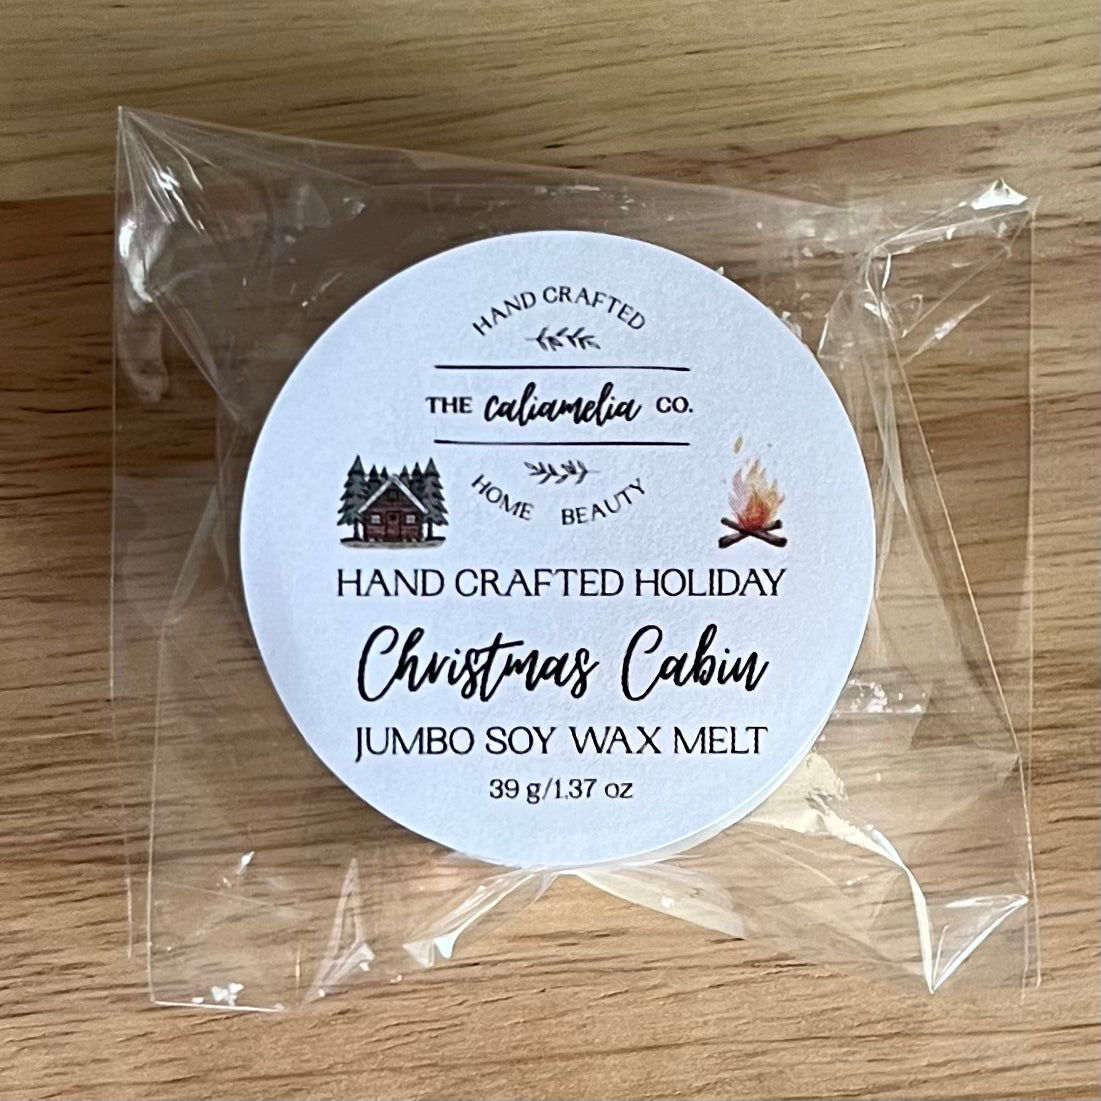 HAND CRAFTED
THE caliamelia CO.
HOME BEAUTY
HAND CRAFTED HOLIDAY
Christmas Cabin
JUMBO SOY WAX MELT
39 g/1.37 oz